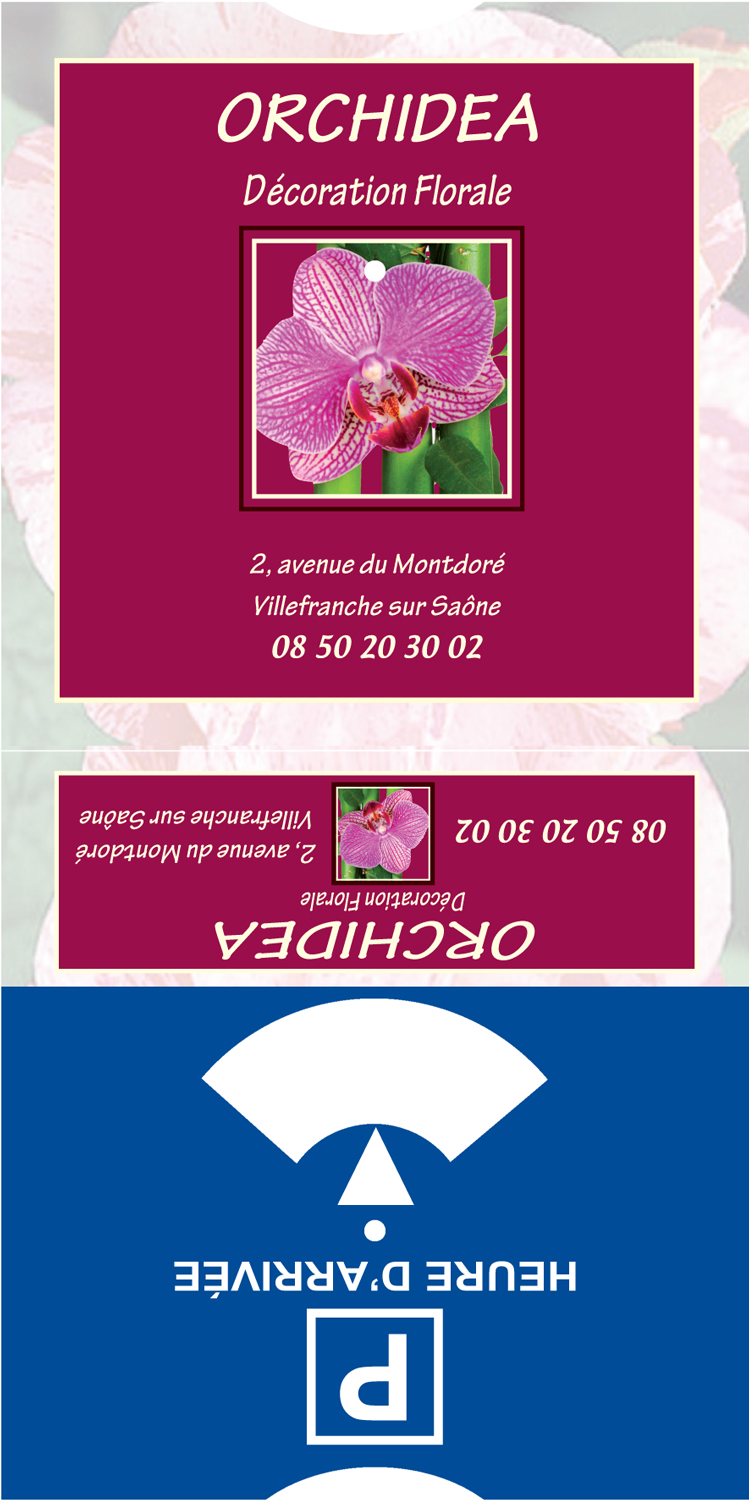 ORCHIDEA
Décoration Florale
2, avenue du Montdoré
Villefranche sur Saône
08 50 20 30 02
P
HEURE D'ARRIVÉE
ORCHIDEA
Décoration Florale
2, avenue du Montdoré
Villefranche sur Saône
08 50 20 30 02